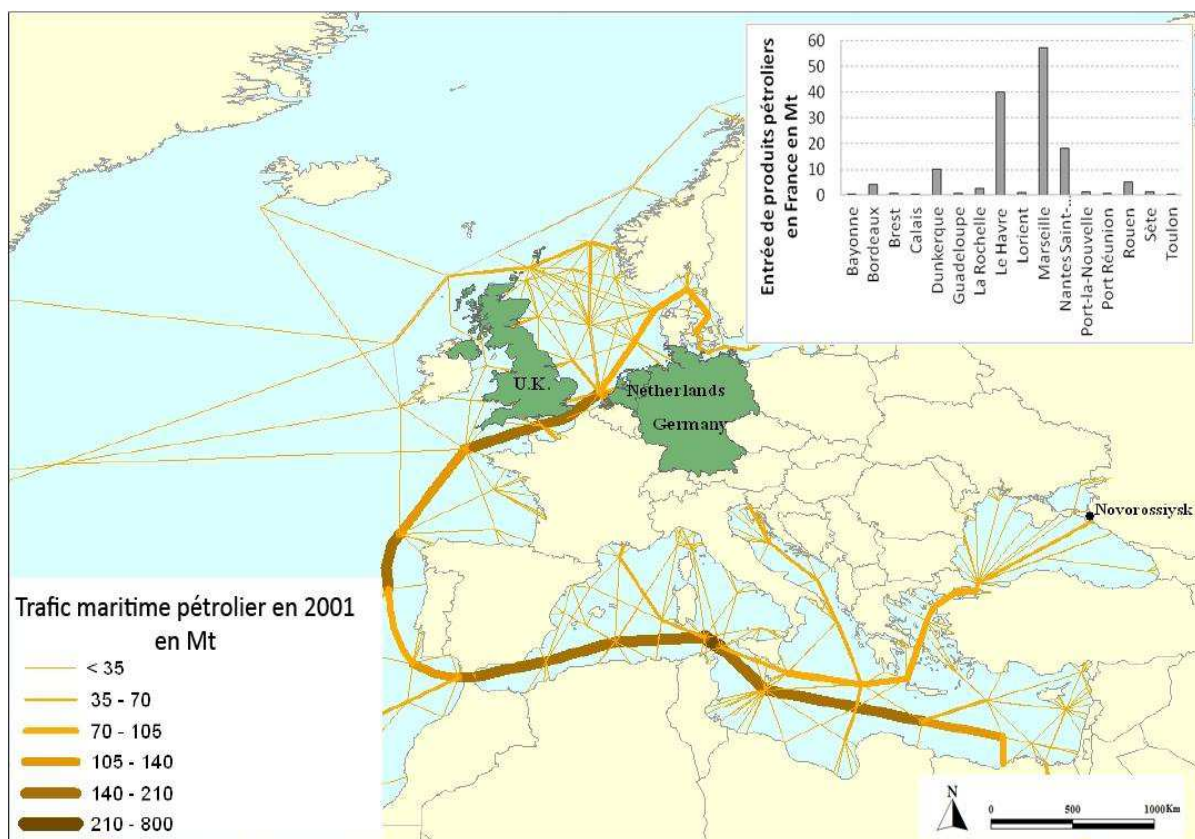 Entrée de produits pétroliers
en France en Mt
60
50
40
30
20
10
0
Bayonne
Bordeaux
Brest
Calais
Dunkerque
Guadeloupe
La Rochelle
Le Havre
Lorient
Marseille
Nantes Saint-...
Port-la-Nouvelle
Port Réunion
Rouen
Sète
Toulon
U.K.
Netherlands
Germany
Novorossiysk
Trafic maritime pétrolier en 2001
en Mt
< 35
35 - 70
70 - 105
105 - 140
140 - 210
210 - 800
N
0 500 1000Km